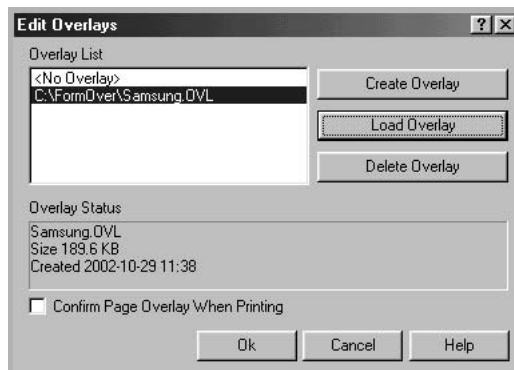 Edit Overlays
Overlay List
<No Overlay>
C:\FormOver\Samsung.OVL
Create Overlay
Load Overlay
Delete Overlay
Overlay Status
Samsung.OVL
Size 189.6 KB
Created 2002-10-29 11:38
Confirm Page Overlay When Printing
Ok
Cancel
Help